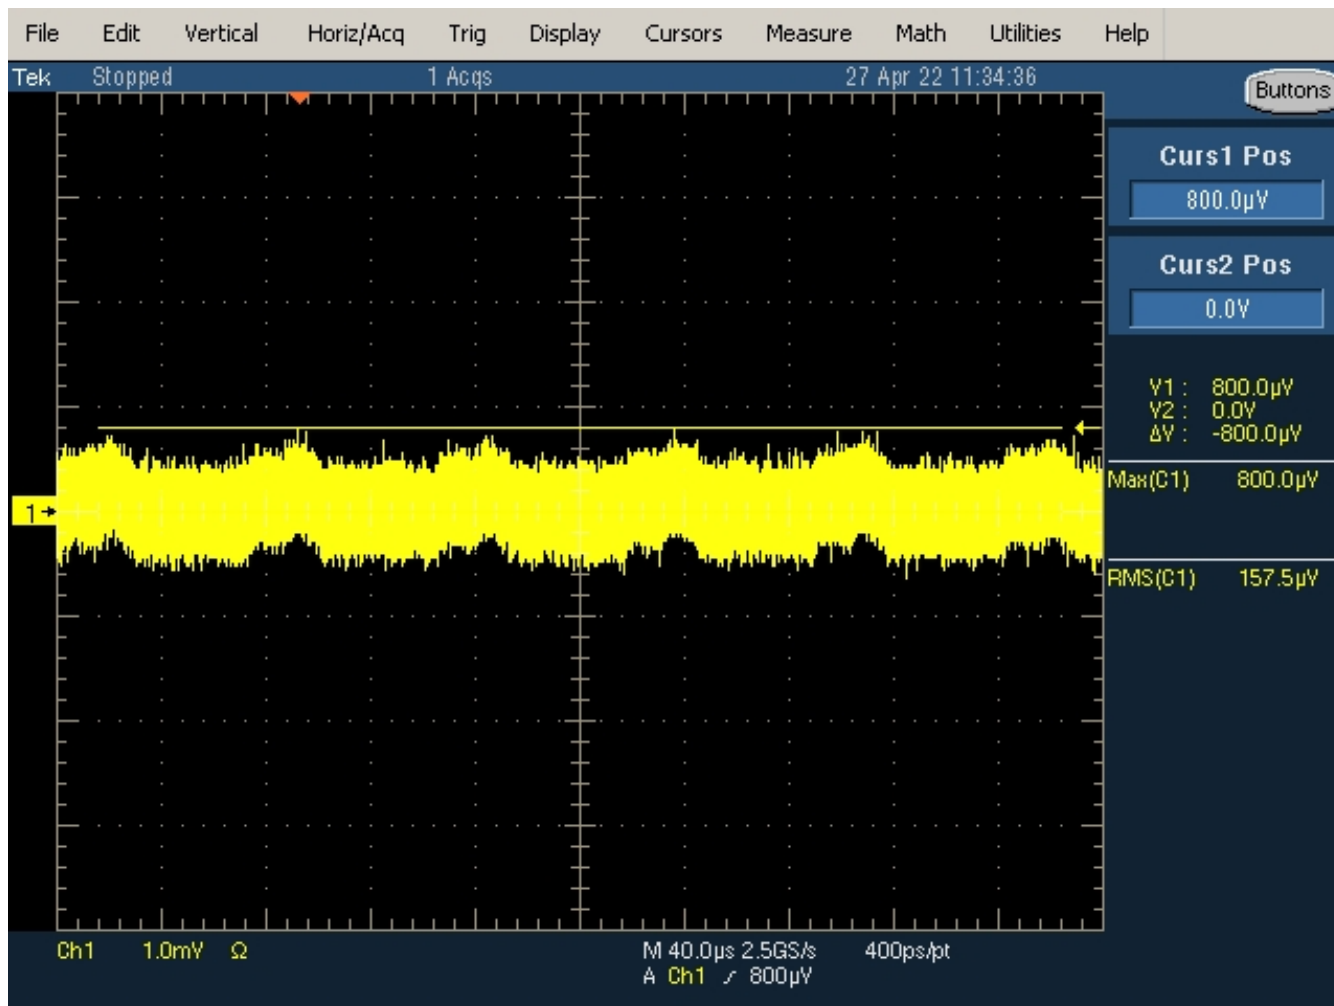 File Edit Vertical Horiz/Acq Trig Display Cursors Measure Math Utilities Help
Tek Stopped 1 Acqs 27 Apr 22 11:34:36
Buttons
Curs1 Pos
800.0µV
Curs2 Pos
0.0V
V1 : 800.0µV
V2 : 0.0V
ΔV : -800.0µV
Max(C1) 800.0µV
1
RMS(C1) 157.5µV
Ch1 1.0mV Ω M 40.0µs 2.5GS/s 400ps/pt
A Ch1 800µV